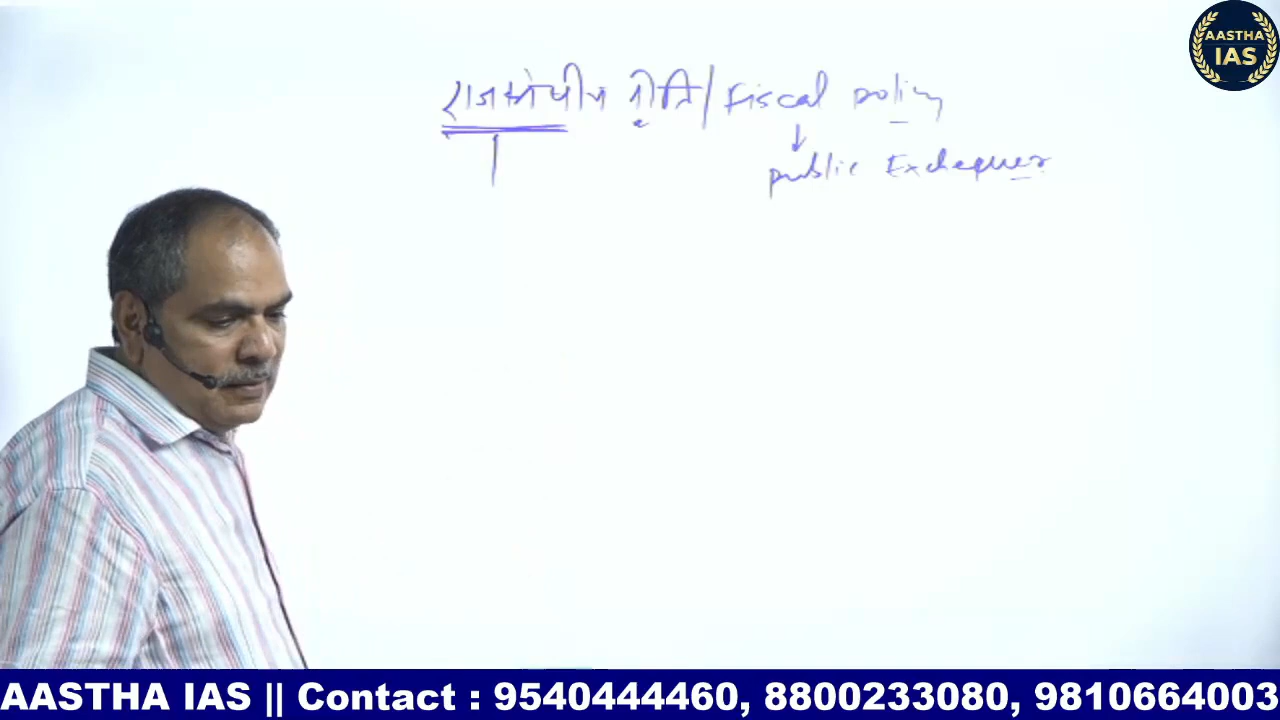 राजकोषीय नीति / Fiscal policy
public Exchequer
AASTHA
IAS
AASTHA IAS || Contact : 9540444460, 8800233080, 9810664003